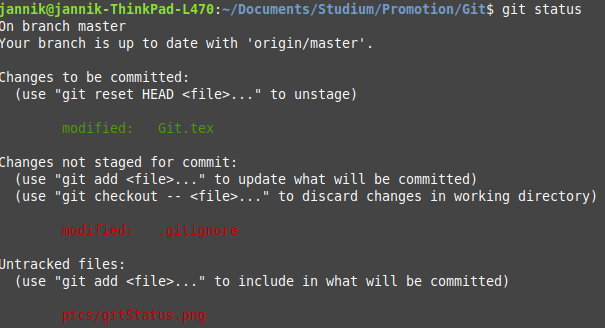 jannik@jannik-ThinkPad-L470:~/Documents/Studium/Promotion/Git$ git status
On branch master
Your branch is up to date with 'origin/master'.
Changes to be committed:
(use "git reset HEAD <file>..." to unstage)
modified: Git.tex
Changes not staged for commit:
(use "git add <file>..." to update what will be committed)
(use "git checkout -- <file>..." to discard changes in working directory)
modified: .gitignore
Untracked files:
(use "git add <file>..." to include in what will be committed)
pics/gitStatus.png